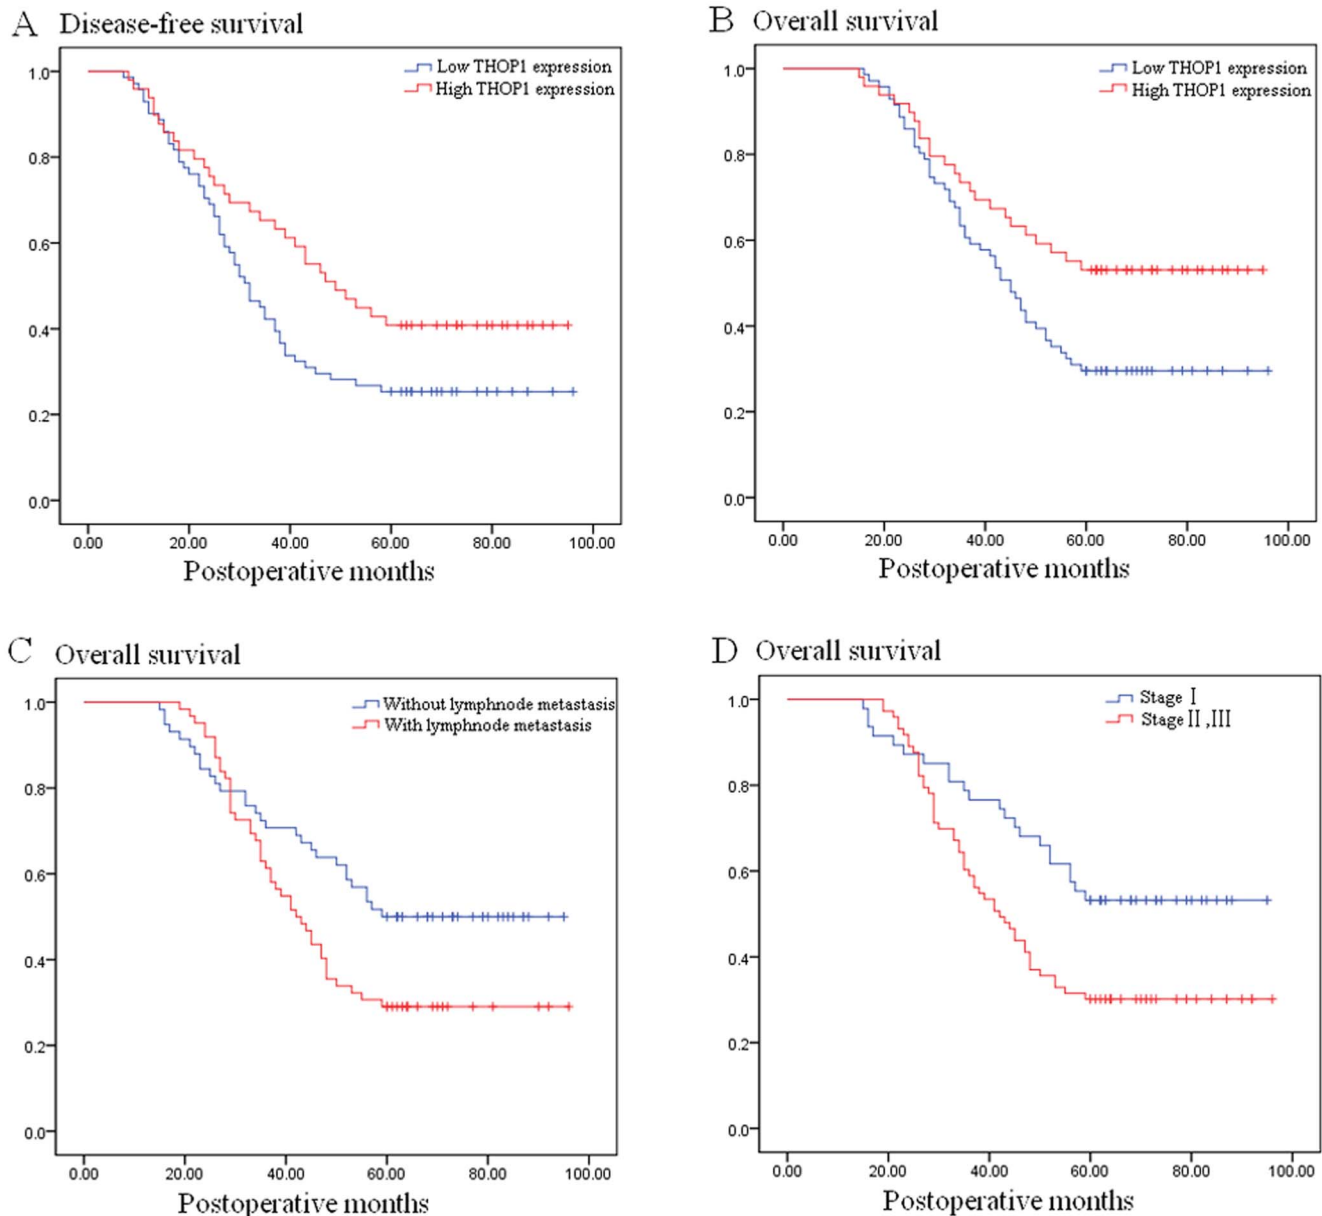 A Disease-free survival
Low THOP1 expression
High THOP1 expression
1.0
0.8
0.6
0.4
0.2
0.0
0.00 20.00 40.00 60.00 80.00 100.00
Postoperative months
B Overall survival
Low THOP1 expression
High THOP1 expression
1.0
0.8
0.6
0.4
0.2
0.0
0.00 20.00 40.00 60.00 80.00 100.00
Postoperative months
C Overall survival
Without lymphnode metastasis
With lymphnode metastasis
1.0
0.8
0.6
0.4
0.2
0.0
0.00 20.00 40.00 60.00 80.00 100.00
Postoperative months
D Overall survival
Stage Ⅰ
Stage Ⅱ ,III
1.0
0.8
0.6
0.4
0.2
0.0
0.00 20.00 40.00 60.00 80.00 100.00
Postoperative months